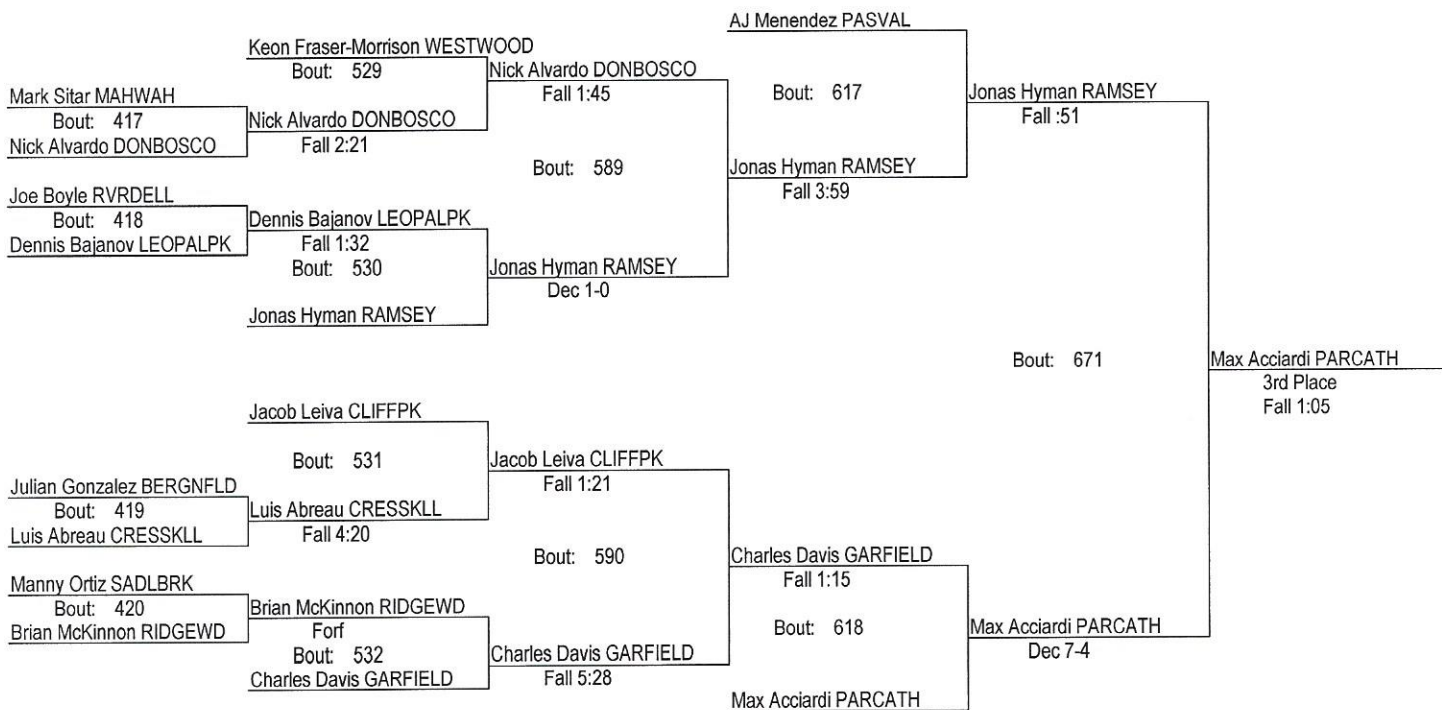 AJ Menendez PASVAL
Keon Fraser-Morrison WESTWOOD
Bout: 529
Nick Alvardo DONBOSCO
Fall 1:45
Bout: 617
Jonas Hyman RAMSEY
Fall :51
Mark Sitar MAHWAH
Bout: 417
Nick Alvardo DONBOSCO
Nick Alvardo DONBOSCO
Fall 2:21
Bout: 589
Jonas Hyman RAMSEY
Fall 3:59
Joe Boyle RVRDELL
Bout: 418
Dennis Bajanov LEOPALPK
Dennis Bajanov LEOPALPK
Fall 1:32
Bout: 530
Jonas Hyman RAMSEY
Dec 1-0
Jonas Hyman RAMSEY
Bout: 671
Max Acciardi PARCATH
3rd Place
Fall 1:05
Jacob Leiva CLIFFPK
Bout: 531
Jacob Leiva CLIFFPK
Fall 1:21
Julian Gonzalez BERGNFLD
Bout: 419
Luis Abreau CRESSKLL
Luis Abreau CRESSKLL
Fall 4:20
Bout: 590
Charles Davis GARFIELD
Fall 1:15
Manny Ortiz SADLBRK
Bout: 420
Brian McKinnon RIDGEWD
Brian McKinnon RIDGEWD
Forf
Bout: 532
Charles Davis GARFIELD
Charles Davis GARFIELD
Fall 5:28
Bout: 618
Max Acciardi PARCATH
Dec 7-4
Max Acciardi PARCATH